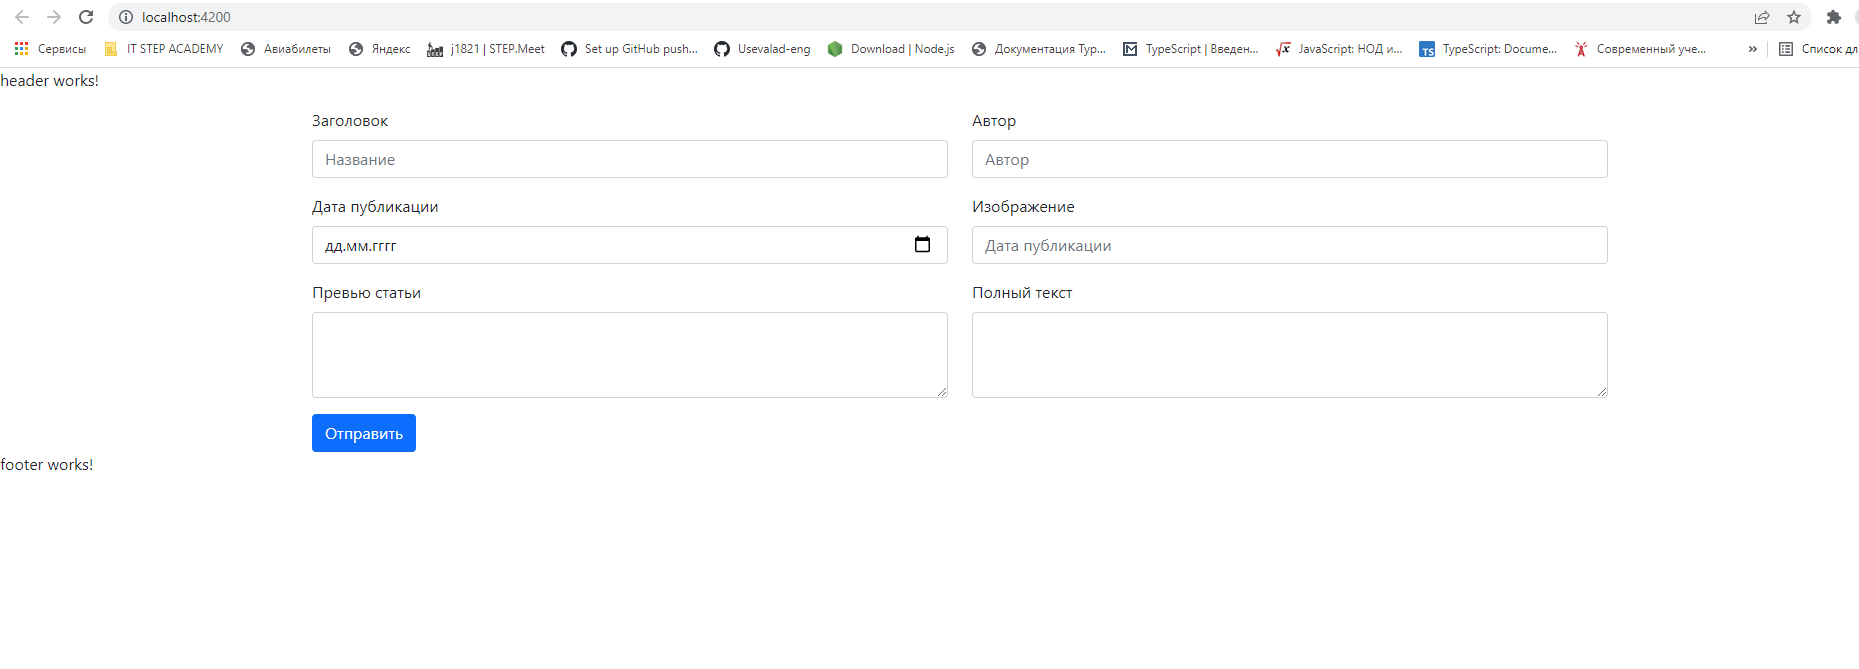 localhost:4200
Сервисы IT STEP ACADEMY Авиабилеты Яндекс j1821 | STEP.Meet Set up GitHub push... Usevalad-eng Download | Node.js Документация Typ... TypeScript | Введен... JavaScript: НОД и... TS TypeScript: Docume... Современный уче... » Список дл
header works!
Заголовок Автор
Название Автор
Дата публикации Изображение
дд.мм.гггг Дата публикации
Превью статьи Полный текст
Отправить
footer works!